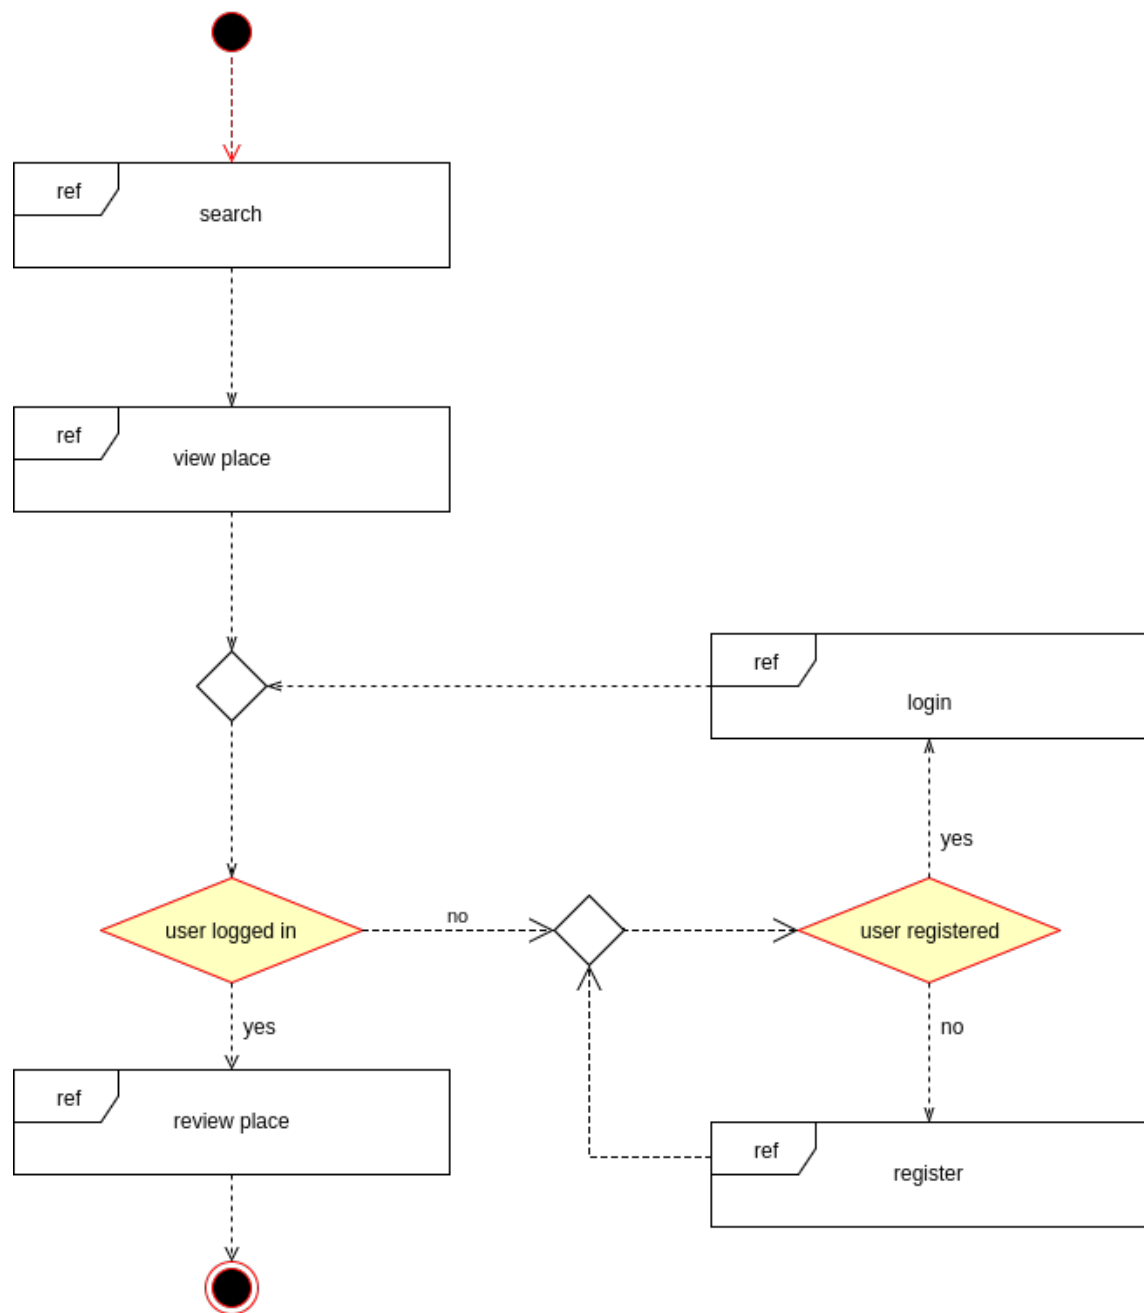 ref
search
ref
view place
ref
login
yes
user logged in
no
user registered
yes
no
ref
review place
ref
register